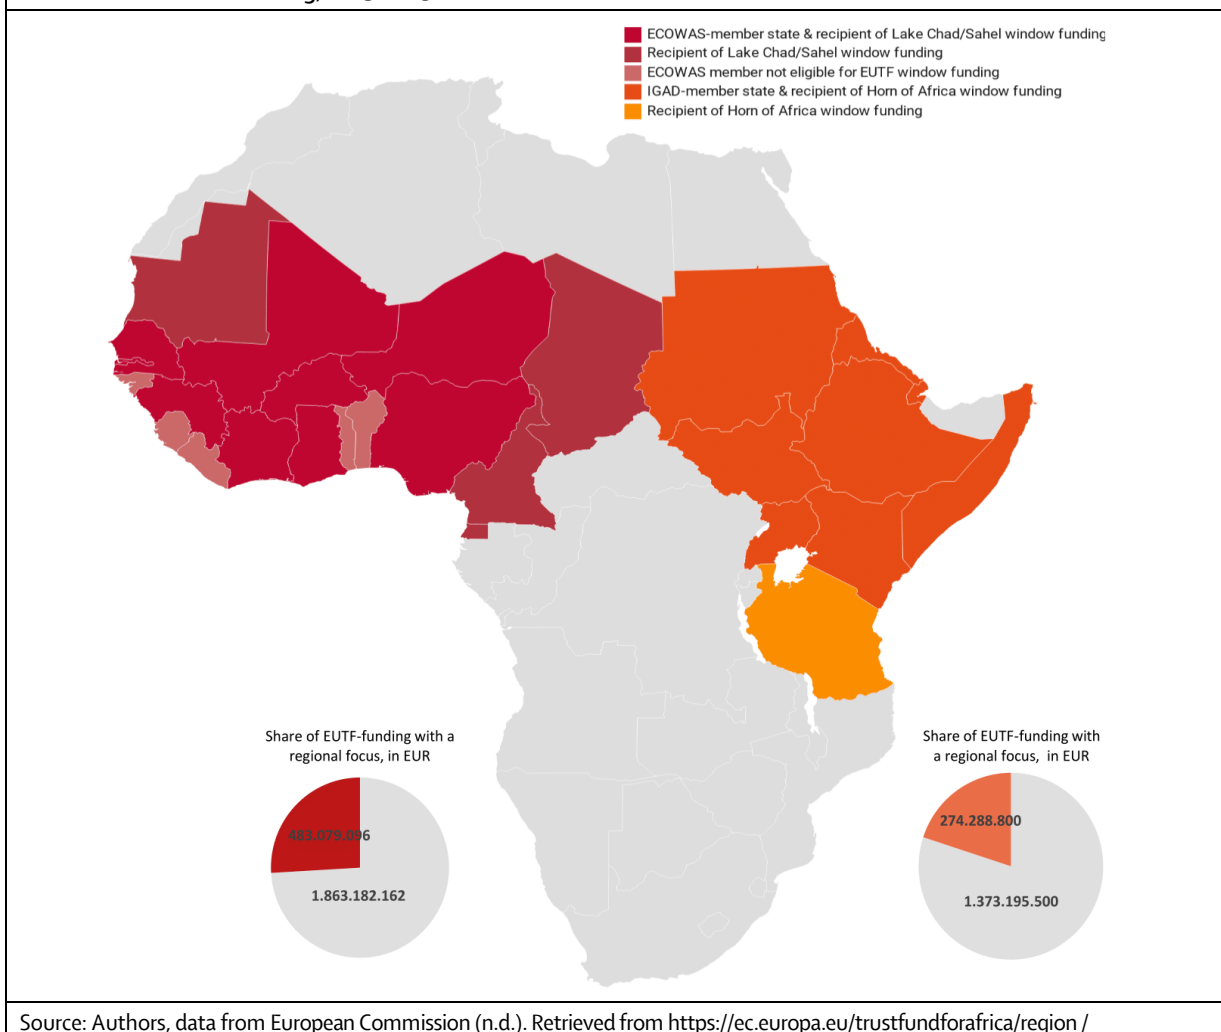 ECOWAS-member state & recipient of Lake Chad/Sahel window funding
Recipient of Lake Chad/Sahel window funding
ECOWAS member not eligible for EUTF window funding
IGAD-member state & recipient of Horn of Africa window funding
Recipient of Horn of Africa window funding
Share of EUTF-funding with a
regional focus, in EUR
483.079.096
1.863.182.162
Share of EUTF-funding with
a regional focus, in EUR
274.288.800
1.373.195.500
Source: Authors, data from European Commission (n.d.). Retrieved from https://ec.europa.eu/trustfundforafrica/region /